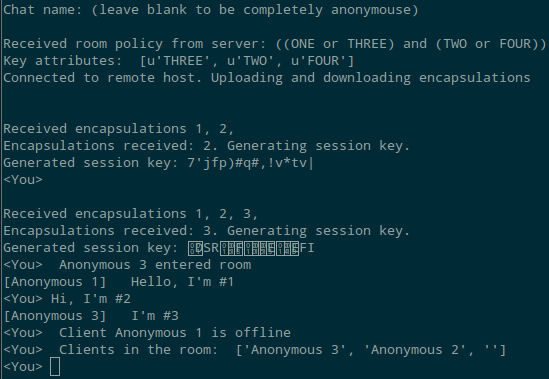 Chat name: (leave blank to be completely anonymouse)
Received room policy from server: ((ONE or THREE) and (TWO or FOUR))
Key attributes:  [u'THREE', u'TWO', u'FOUR']
Connected to remote host. Uploading and downloading encapsulations
Received encapsulations 1, 2,
Encapsulations received: 2. Generating session key.
Generated session key: 7'jfp)#q#,!v*tv|
<You>
Received encapsulations 1, 2, 3,
Encapsulations received: 3. Generating session key.
Generated session key:
<You>  Anonymous 3 entered room
[Anonymous 1]   Hello, I'm #1
<You> Hi, I'm #2
[Anonymous 3]   I'm #3
<You>  Client Anonymous 1 is offline
<You>  Clients in the room:  ['Anonymous 3', 'Anonymous 2', '']
<You>